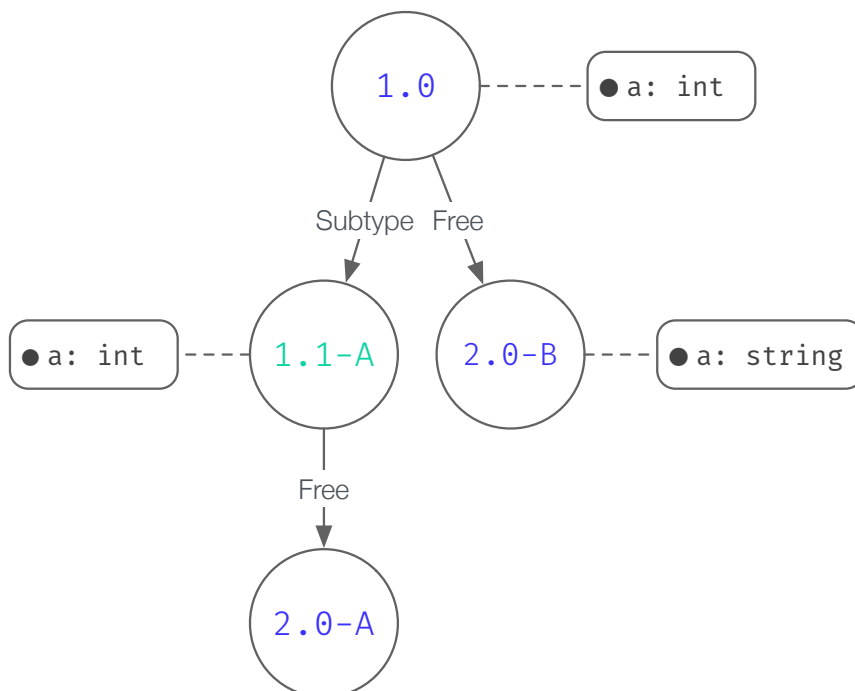 1.0
● a: int
Subtype
Free
● a: int
1.1-A
2.0-B
● a: string
Free
2.0-A